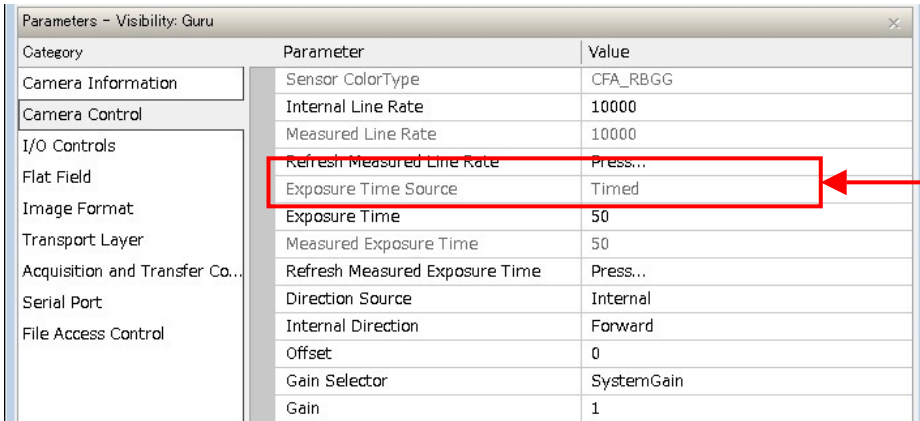 Parameters - Visibility: Guru
Category Parameter Value
Camera Information Sensor ColorType CFA_RBGG
Camera Control Internal Line Rate 10000
Measured Line Rate 10000
I/O Controls Refresh Measured Line Rate Press...
Flat Field Exposure Time Source Timed
Image Format Exposure Time 50
Transport Layer Measured Exposure Time 50
Acquisition and Transfer Co... Refresh Measured Exposure Time Press...
Serial Port Direction Source Internal
File Access Control Internal Direction Forward
Offset 0
Gain Selector SystemGain
Gain 1